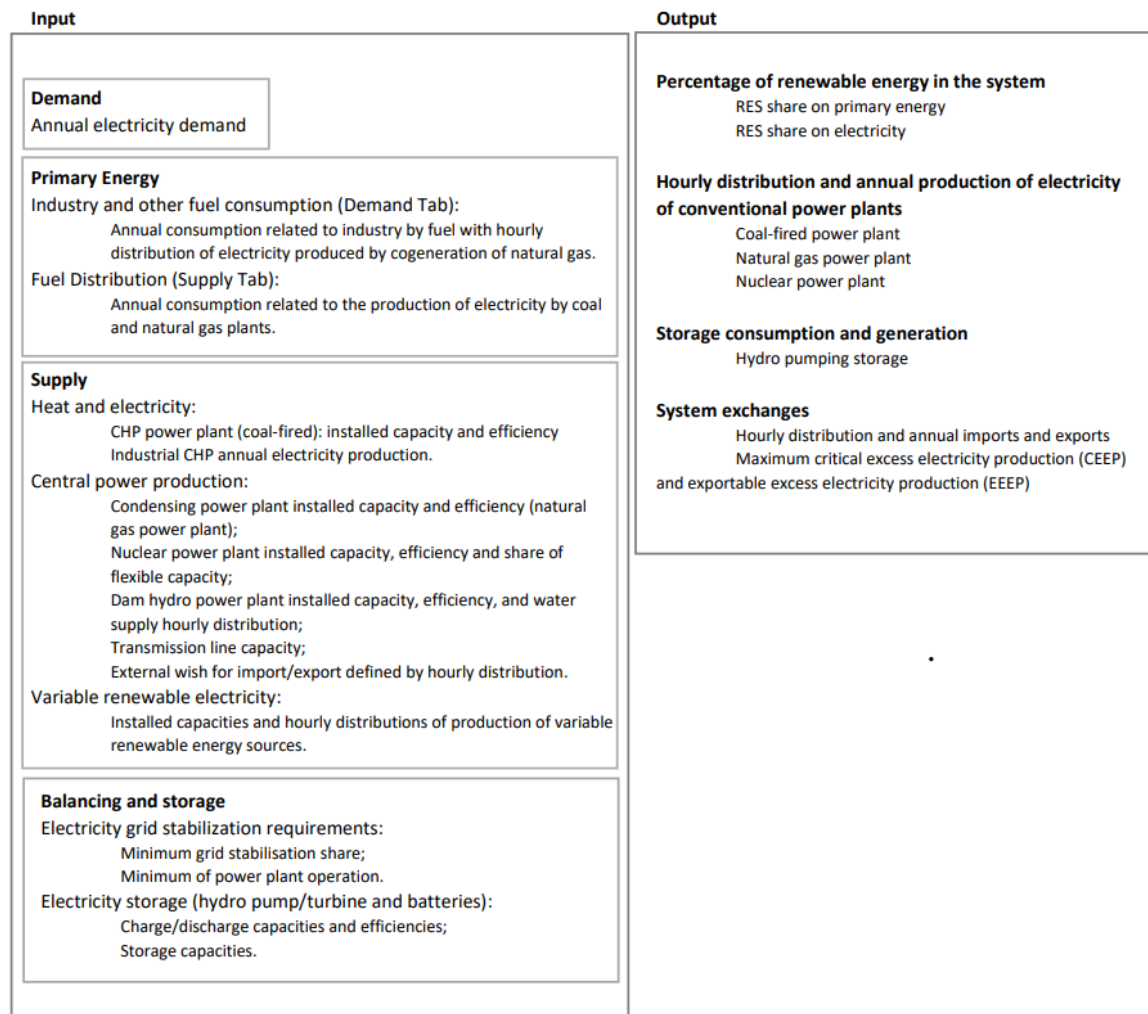 Input
Demand
Annual electricity demand
Primary Energy
Industry and other fuel consumption (Demand Tab):
Annual consumption related to industry by fuel with hourly
distribution of electricity produced by cogeneration of natural gas.
Fuel Distribution (Supply Tab):
Annual consumption related to the production of electricity by coal
and natural gas plants.
Supply
Heat and electricity:
CHP power plant (coal-fired): installed capacity and efficiency
Industrial CHP annual electricity production.
Central power production:
Condensing power plant installed capacity and efficiency (natural
gas power plant);
Nuclear power plant installed capacity, efficiency and share of
flexible capacity;
Dam hydro power plant installed capacity, efficiency, and water
supply hourly distribution;
Transmission line capacity;
External wish for import/export defined by hourly distribution.
Variable renewable electricity:
Installed capacities and hourly distributions of production of variable
renewable energy sources.
Balancing and storage
Electricity grid stabilization requirements:
Minimum grid stabilisation share;
Minimum of power plant operation.
Electricity storage (hydro pump/turbine and batteries):
Charge/discharge capacities and efficiencies;
Storage capacities.
Output
Percentage of renewable energy in the system
RES share on primary energy
RES share on electricity
Hourly distribution and annual production of electricity
of conventional power plants
Coal-fired power plant
Natural gas power plant
Nuclear power plant
Storage consumption and generation
Hydro pumping storage
System exchanges
Hourly distribution and annual imports and exports
Maximum critical excess electricity production (CEEP)
and exportable excess electricity production (EEEP)
.